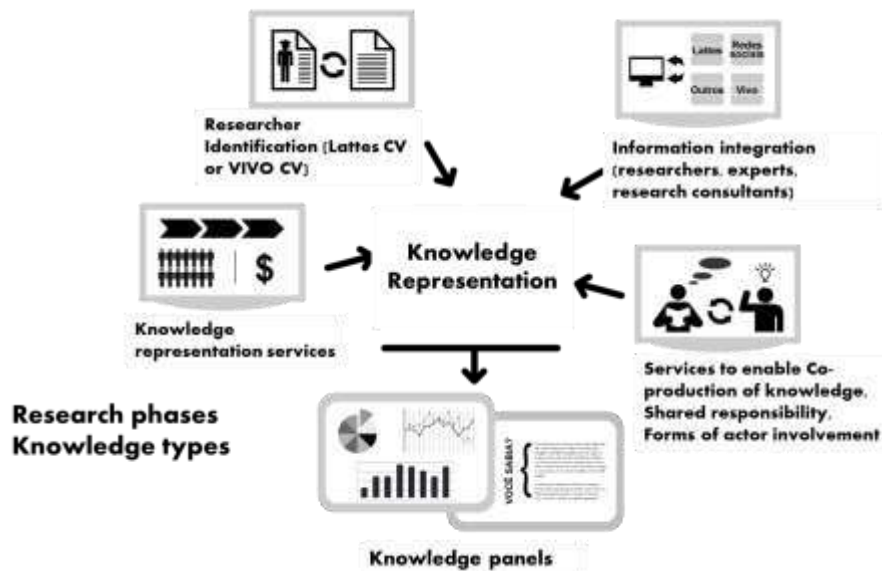 Lattes
Redes
sociais
Outros
Vivo
Researcher
Identification (Lattes CV
or VIVO CV)
Information integration
(researchers, experts,
research consultants)
Knowledge
Representation
$
Knowledge
representation services
Services to enable Co-
production of knowledge,
Shared responsibility,
Forms of actor involvement
Research phases
Knowledge types
VOCÊ SABIA?
Knowledge panels